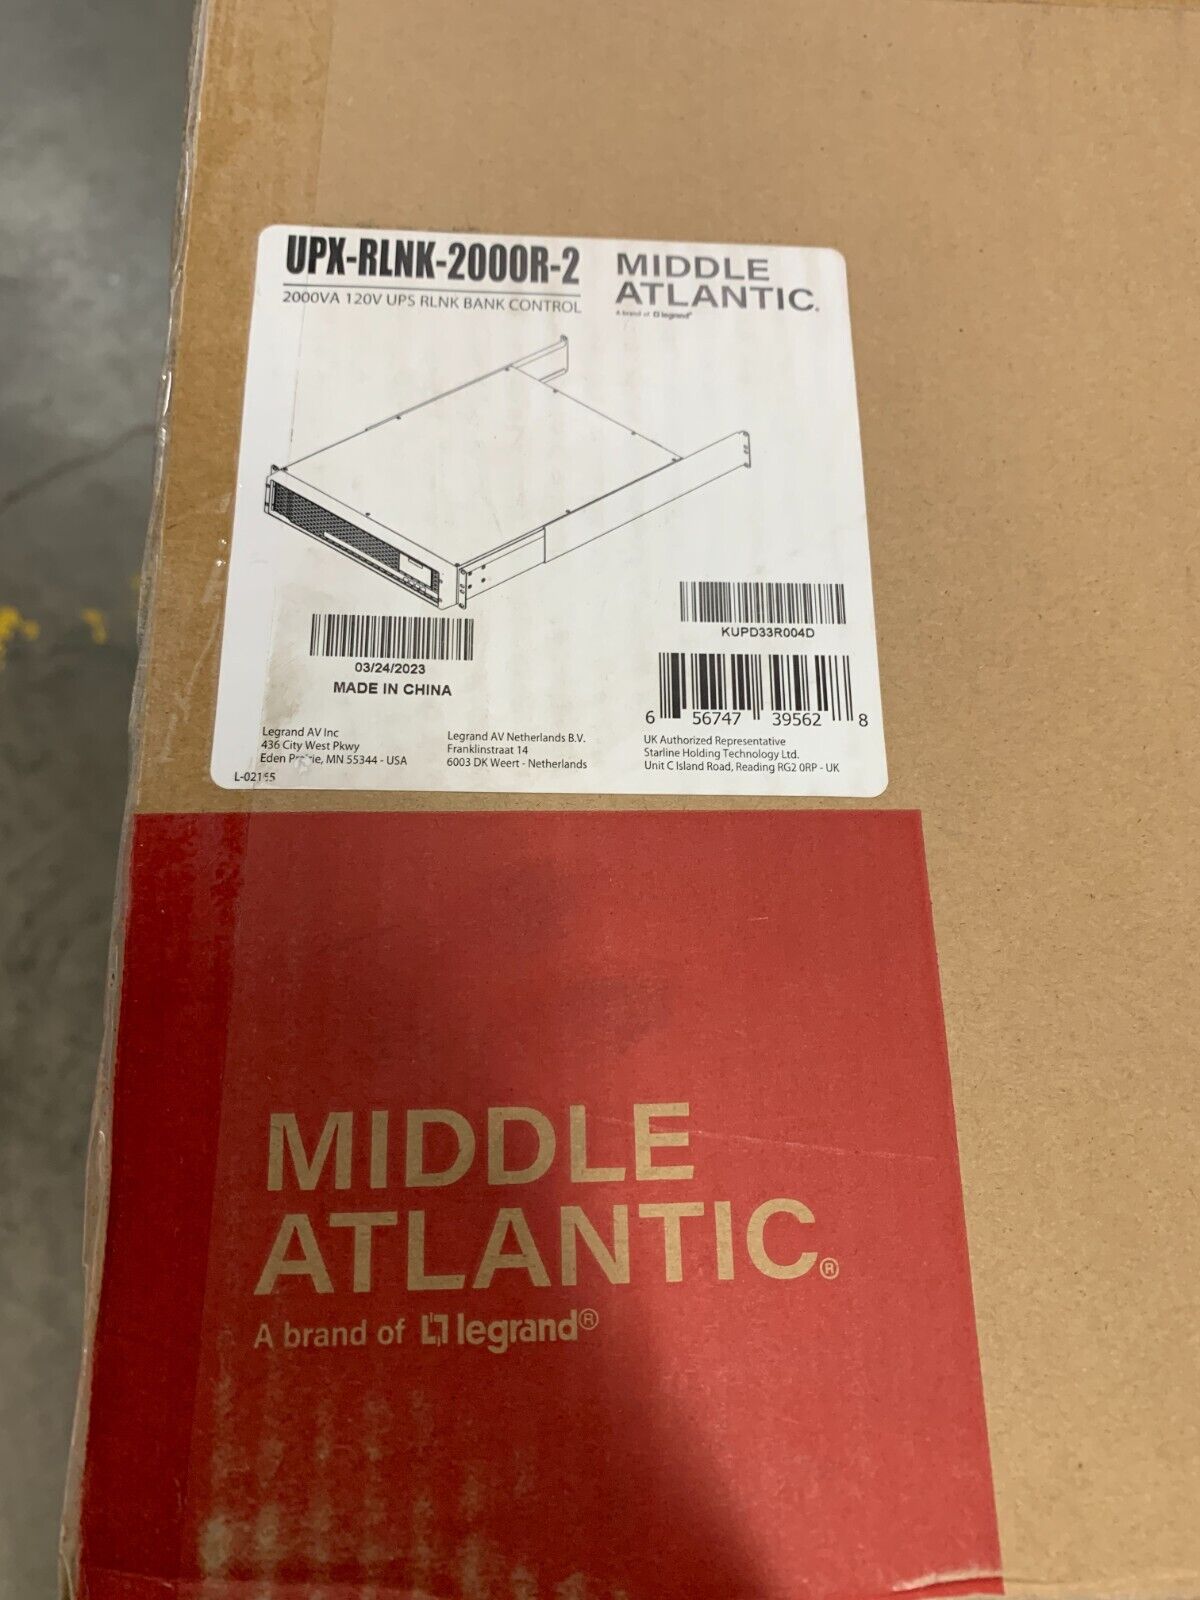 UPX-RLNK-2000R-2
2000VA 120V UPS RLNK BANK CONTROL
MIDDLE
ATLANTIC®
A brand of legrand®
KUPD33R004D
03/24/2023
MADE IN CHINA
6 56747 39562 8
Legrand AV Inc
436 City West Pkwy
Eden Prairie, MN 55344 - USA
Legrand AV Netherlands B.V.
Franklinstraat 14
6003 DK Weert - Netherlands
UK Authorized Representative
Starline Holding Technology Ltd.
Unit C Island Road, Reading RG2 0RP - UK
MIDDLE
ATLANTIC®
A brand of legrand®